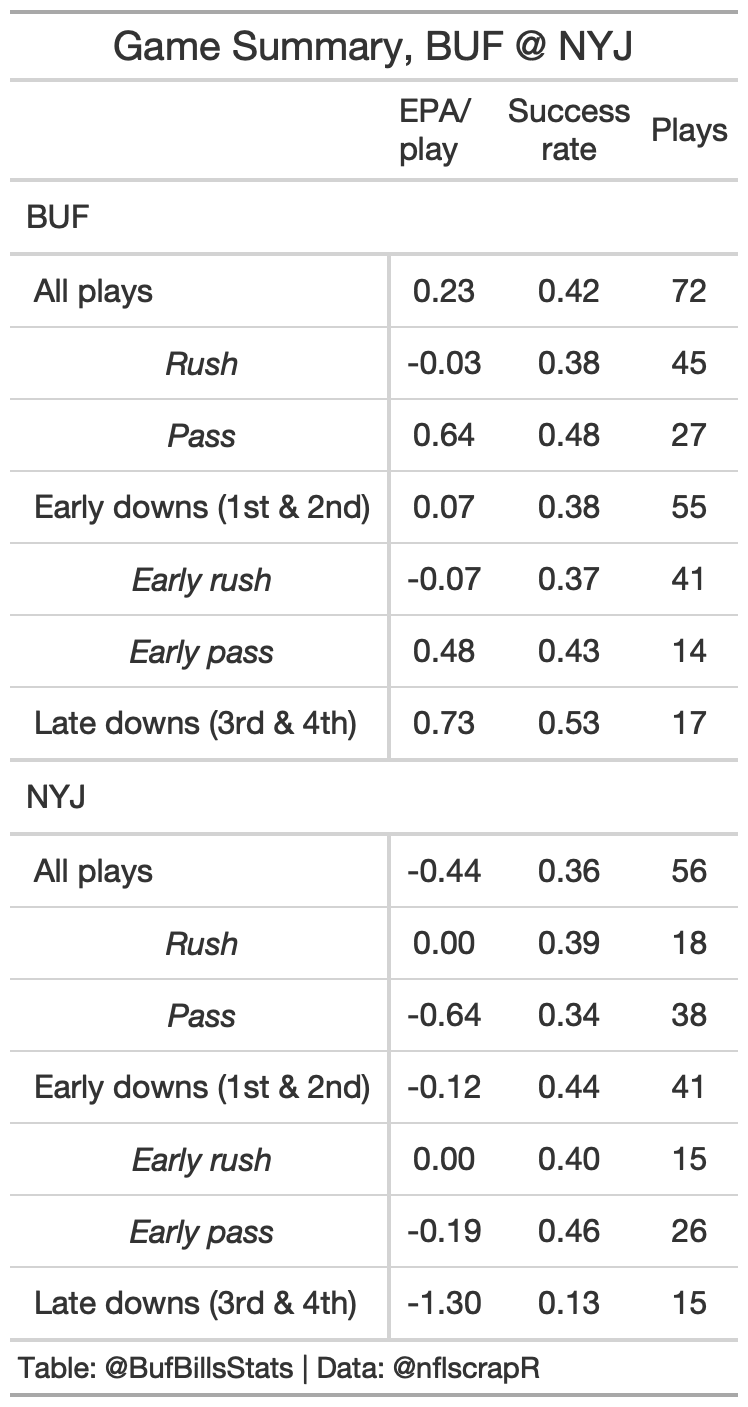 Game Summary, BUF @ NYJ
EPA/ play Success rate Plays
BUF
All plays 0.23 0.42 72
Rush -0.03 0.38 45
Pass 0.64 0.48 27
Early downs (1st & 2nd) 0.07 0.38 55
Early rush -0.07 0.37 41
Early pass 0.48 0.43 14
Late downs (3rd & 4th) 0.73 0.53 17
NYJ
All plays -0.44 0.36 56
Rush 0.00 0.39 18
Pass -0.64 0.34 38
Early downs (1st & 2nd) -0.12 0.44 41
Early rush 0.00 0.40 15
Early pass -0.19 0.46 26
Late downs (3rd & 4th) -1.30 0.13 15
Table: @BufBillsStats | Data: @nflscrapR